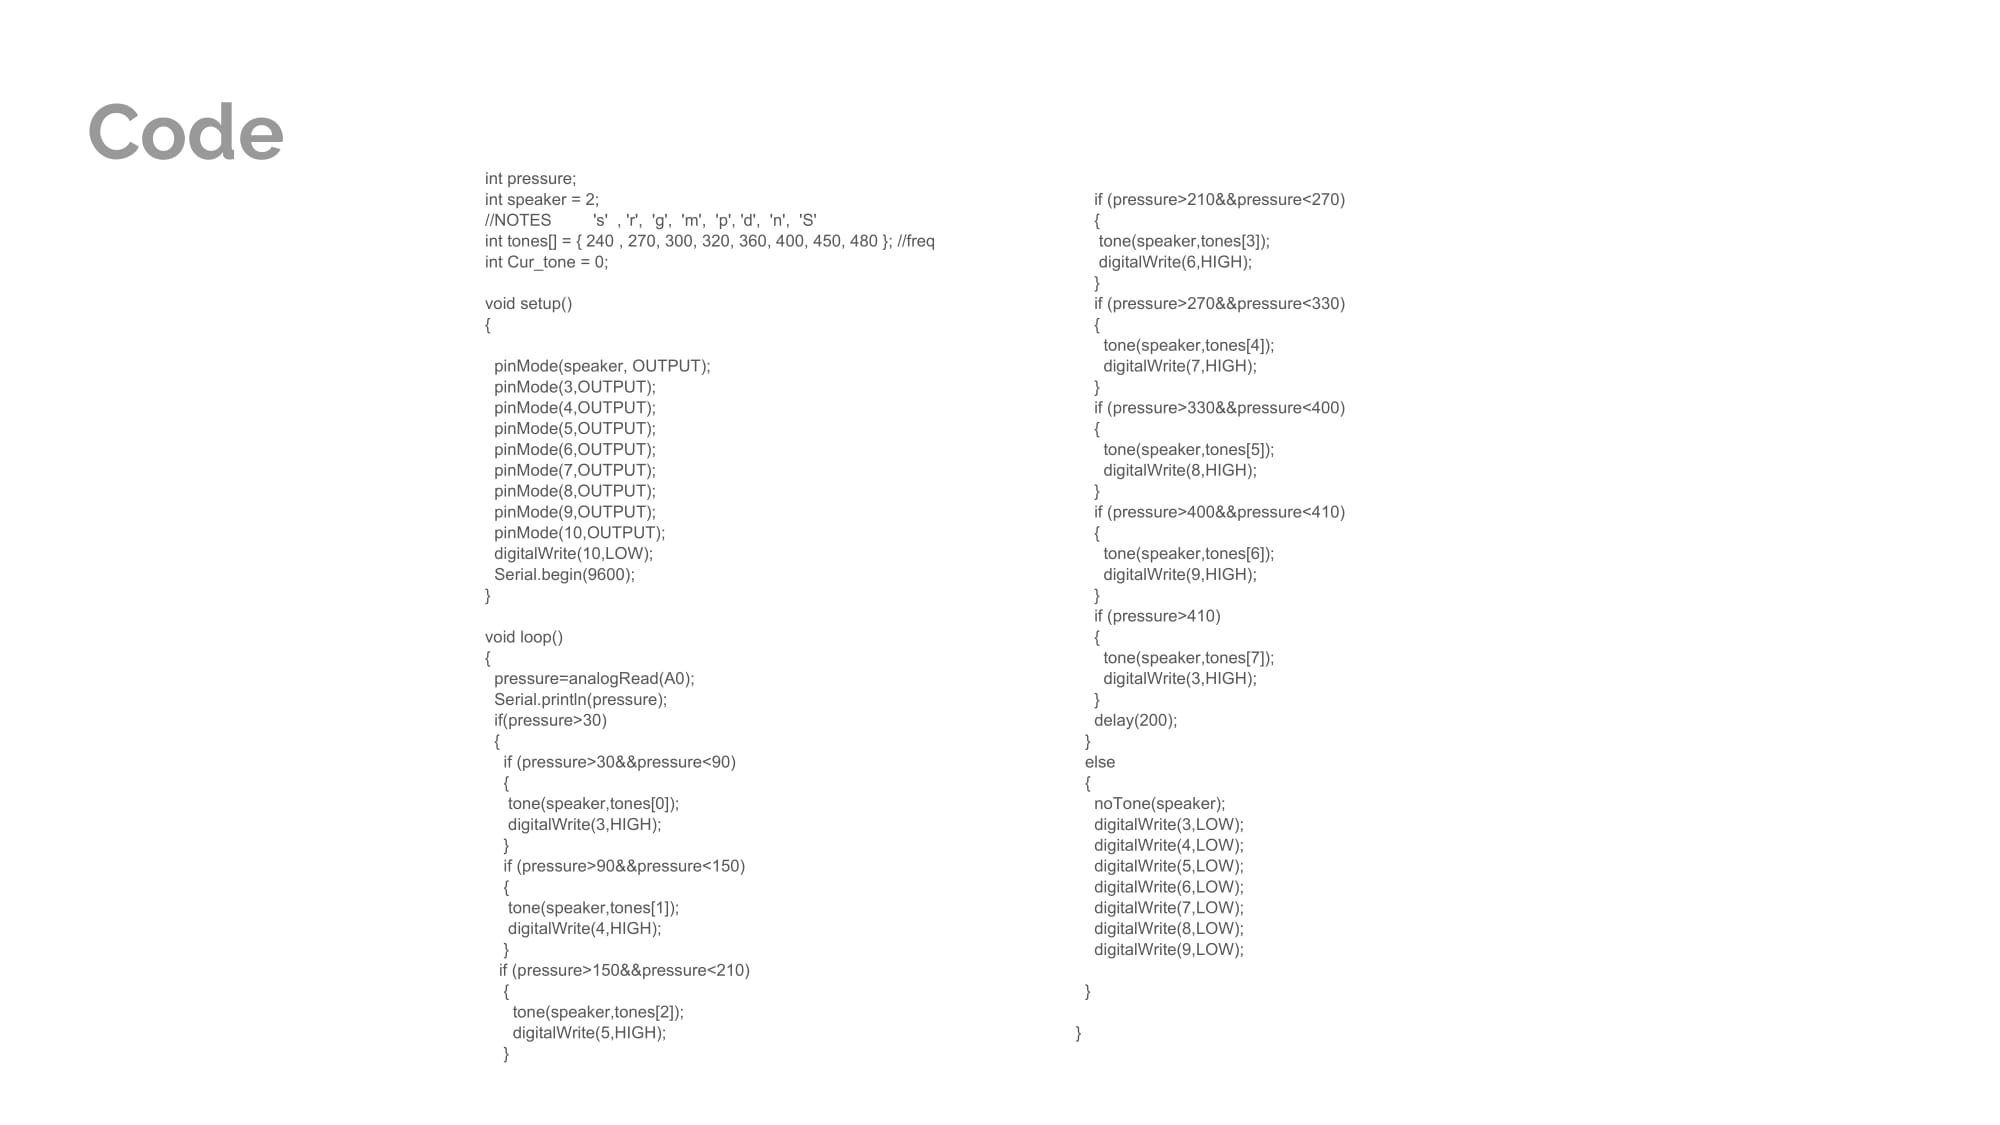 Code
int pressure;
int speaker = 2;
//NOTES         's'  , 'r',  'g',  'm',  'p', 'd',  'n',  'S'
int tones[] = { 240 , 270, 300, 320, 360, 400, 450, 480 }; //freq
int Cur_tone = 0;

void setup()
{

  pinMode(speaker, OUTPUT);
  pinMode(3,OUTPUT);
  pinMode(4,OUTPUT);
  pinMode(5,OUTPUT);
  pinMode(6,OUTPUT);
  pinMode(7,OUTPUT);
  pinMode(8,OUTPUT);
  pinMode(9,OUTPUT);
  pinMode(10,OUTPUT);
  digitalWrite(10,LOW);
  Serial.begin(9600);
}

void loop()
{
  pressure=analogRead(A0);
  Serial.println(pressure);
  if(pressure>30)
  {
    if (pressure>30&&pressure<90)
    {
     tone(speaker,tones[0]);
     digitalWrite(3,HIGH);
    }
    if (pressure>90&&pressure<150)
    {
     tone(speaker,tones[1]);
     digitalWrite(4,HIGH);
    }
   if (pressure>150&&pressure<210)
    {
      tone(speaker,tones[2]);
      digitalWrite(5,HIGH);
    }
    if (pressure>210&&pressure<270)
    {
     tone(speaker,tones[3]);
     digitalWrite(6,HIGH);
    }
    if (pressure>270&&pressure<330)
    {
      tone(speaker,tones[4]);
      digitalWrite(7,HIGH);
    }
    if (pressure>330&&pressure<400)
    {
      tone(speaker,tones[5]);
      digitalWrite(8,HIGH);
    }
    if (pressure>400&&pressure<410)
    {
      tone(speaker,tones[6]);
      digitalWrite(9,HIGH);
    }
    if (pressure>410)
    {
      tone(speaker,tones[7]);
      digitalWrite(3,HIGH);
    }
    delay(200);
  }
  else
  {
    noTone(speaker);
    digitalWrite(3,LOW);
    digitalWrite(4,LOW);
    digitalWrite(5,LOW);
    digitalWrite(6,LOW);
    digitalWrite(7,LOW);
    digitalWrite(8,LOW);
    digitalWrite(9,LOW);

  }

}